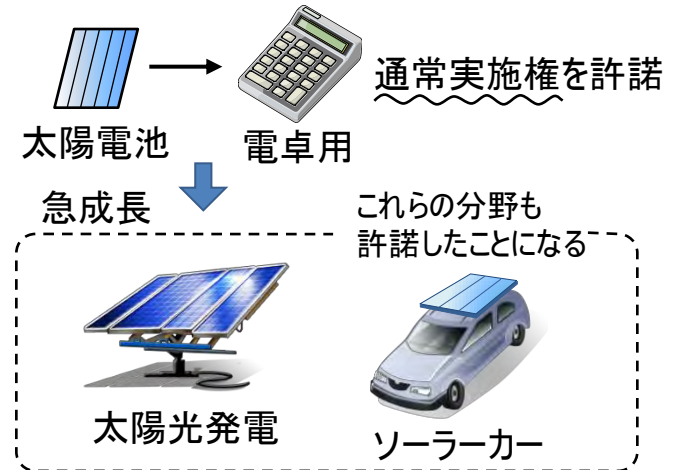 通常実施権を許諾
太陽電池
電卓用
急成長
これらの分野も
許諾したことになる
太陽光発電
ソーラーカー